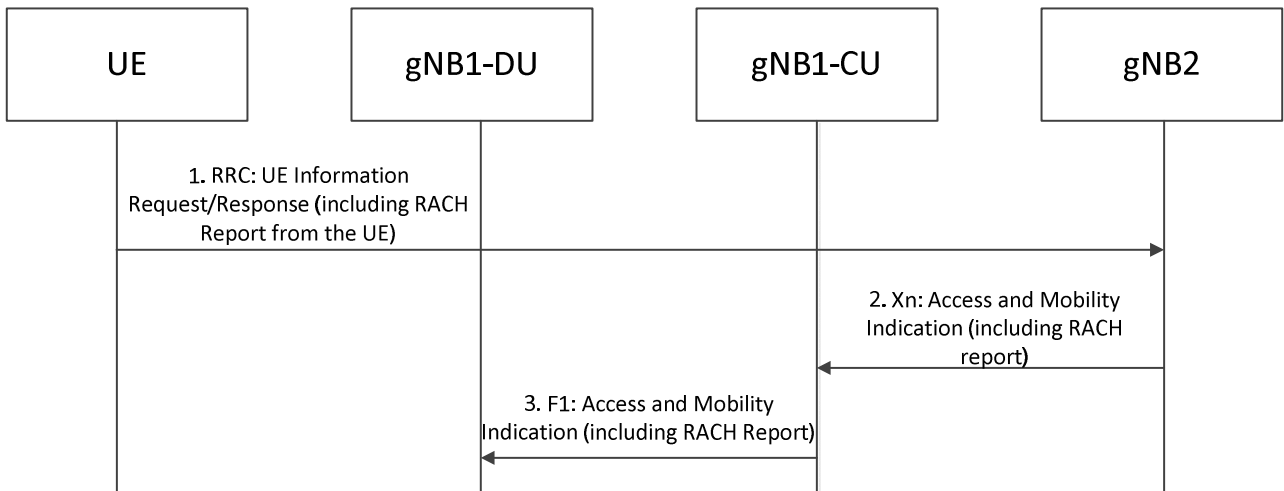 UE
gNB1-DU
gNB1-CU
gNB2
1. RRC: UE Information
Request/Response (including RACH
Report from the UE)
2. Xn: Access and Mobility
Indication (including RACH
report)
3. F1: Access and Mobility
Indication (including RACH Report)